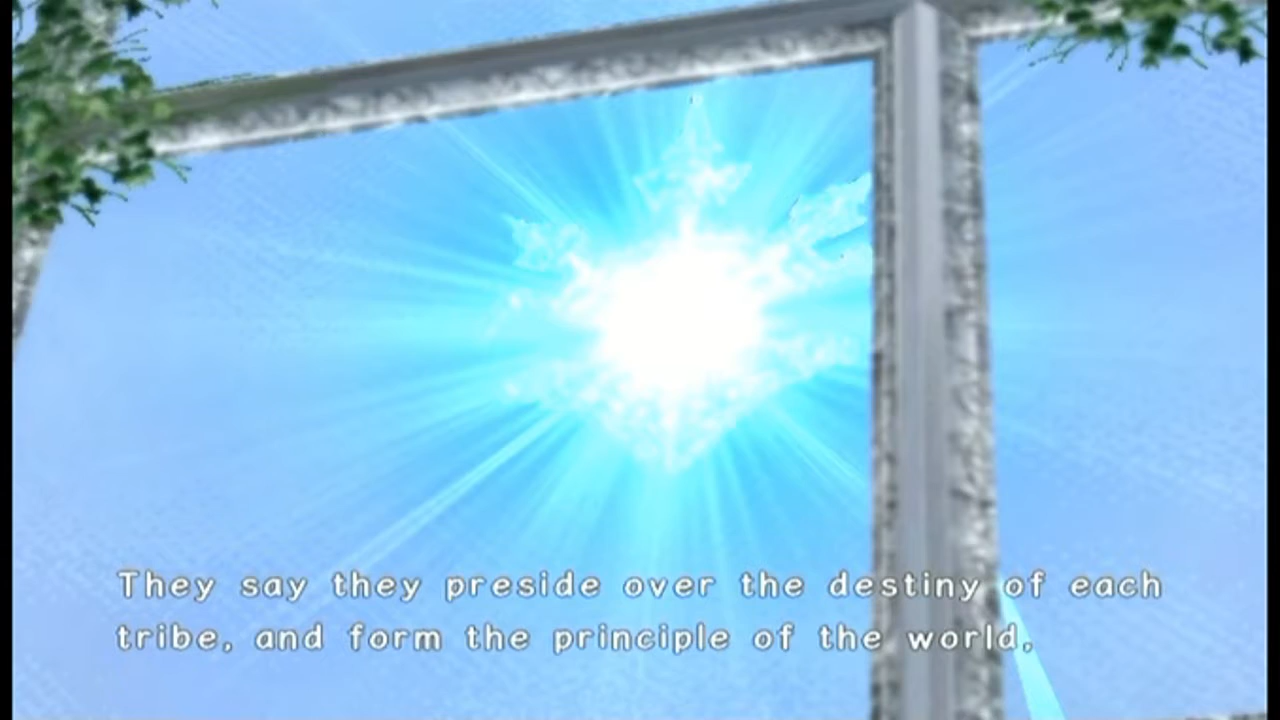 They say they preside over the destiny of each
tribe, and form the principle of the world.